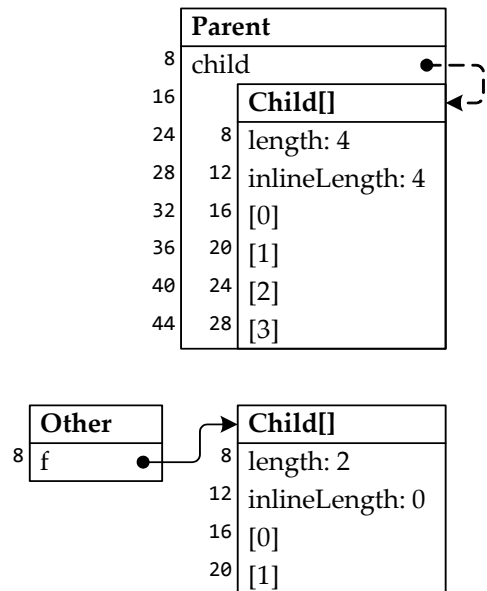 Parent
8 child
16 Child[]
24 8 length: 4
28 12 inlineLength: 4
32 16 [0]
36 20 [1]
40 24 [2]
44 28 [3]
Other Child[]
8 f 8 length: 2
12 inlineLength: 0
16 [0]
20 [1]